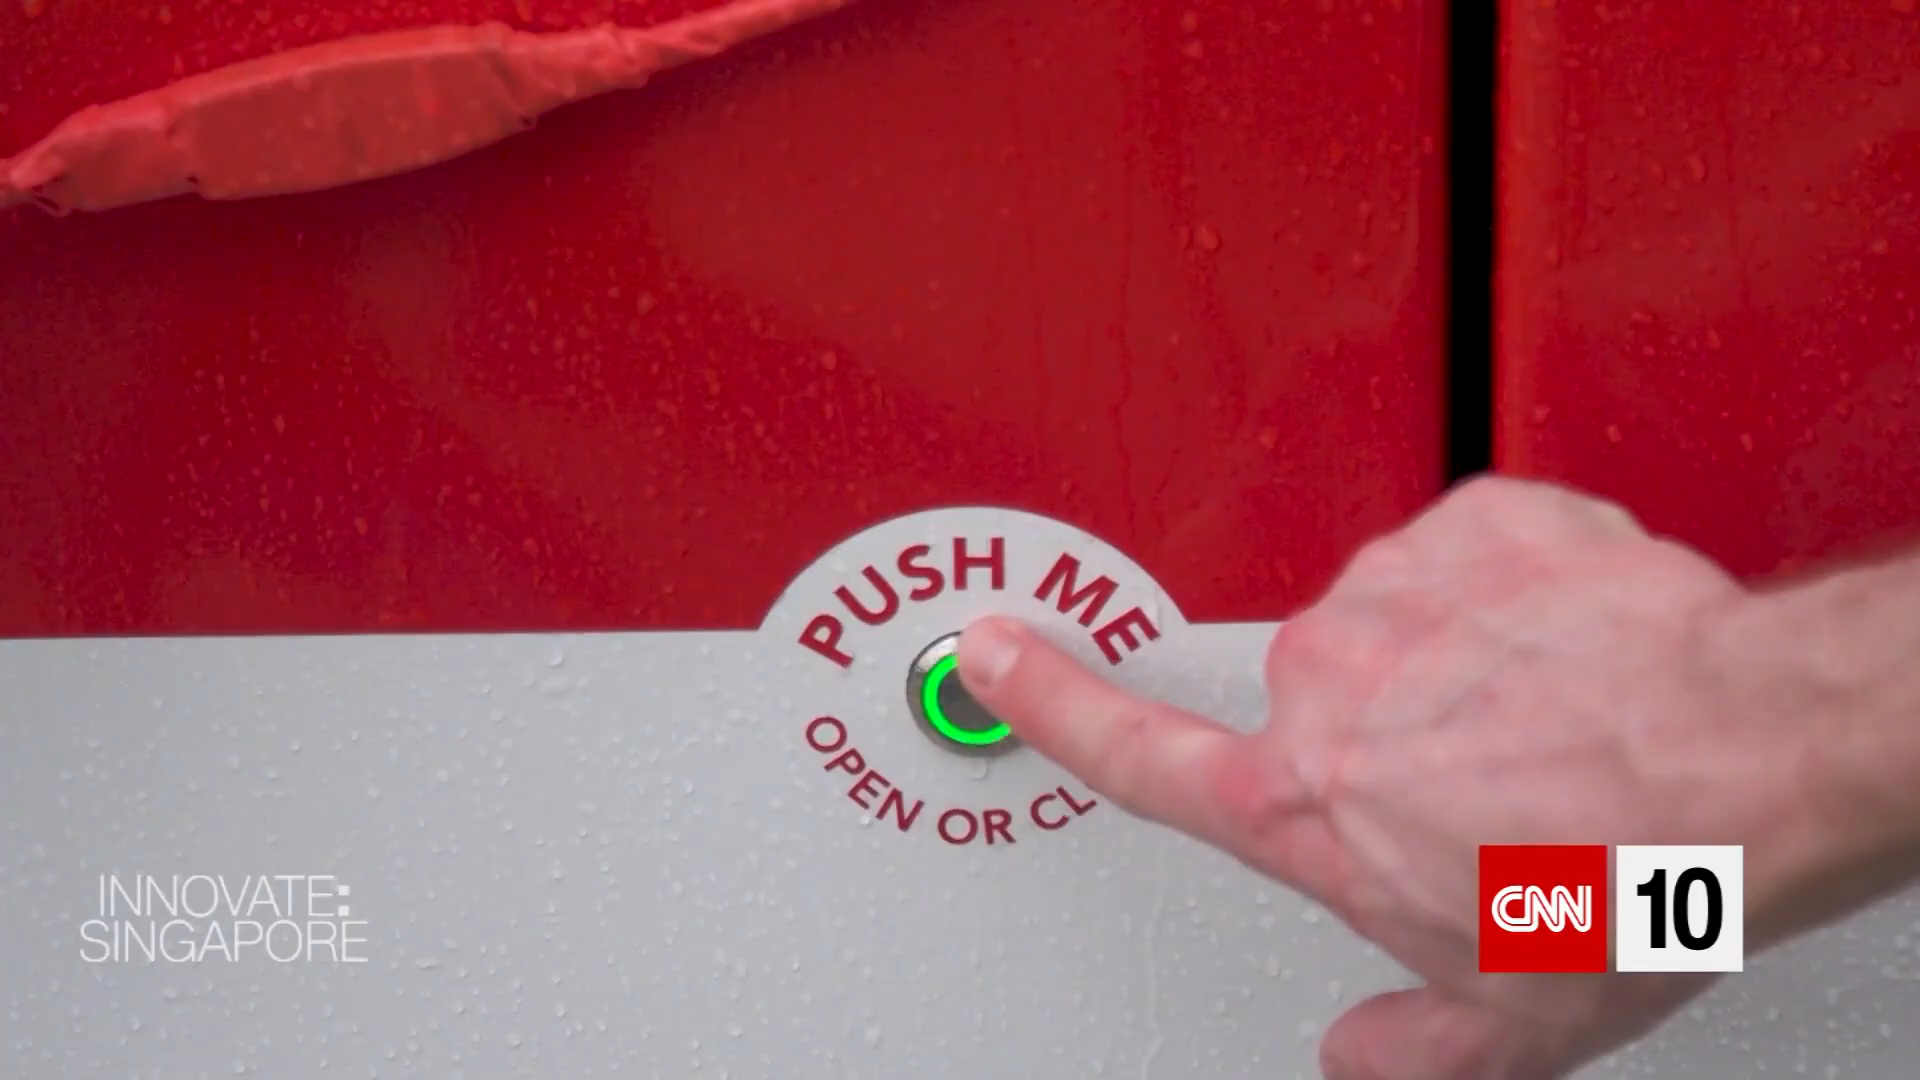 PUSH ME
OPEN OR CL
INNOVATE:
SINGAPORE
CNN 10